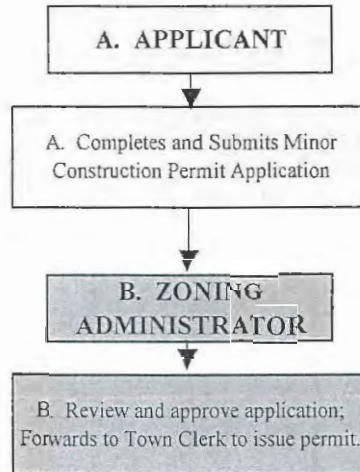 A. APPLICANT
A. Completes and Submits Minor
Construction Permit Application
B. ZONING
ADMINISTRATOR
B. Review and approve application;
Forwards to Town Clerk to issue permit.